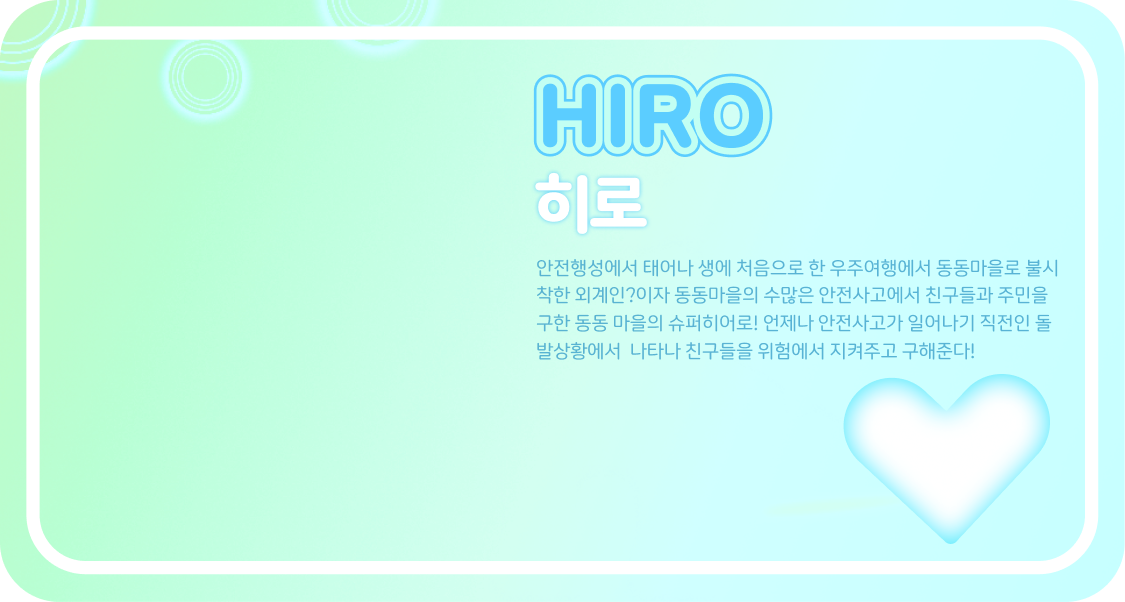 HIRO
히로
안전행성에서 태어나 생에 처음으로 한 우주여행에서 동동마을로 불시
착한 외계인?이자 동동마을의 수많은 안전사고에서 친구들과 주민을
구한 동동 마을의 슈퍼히어로! 언제나 안전사고가 일어나기 직전인 돌
발상황에서 나타나 친구들을 위험에서 지켜주고 구해준다!